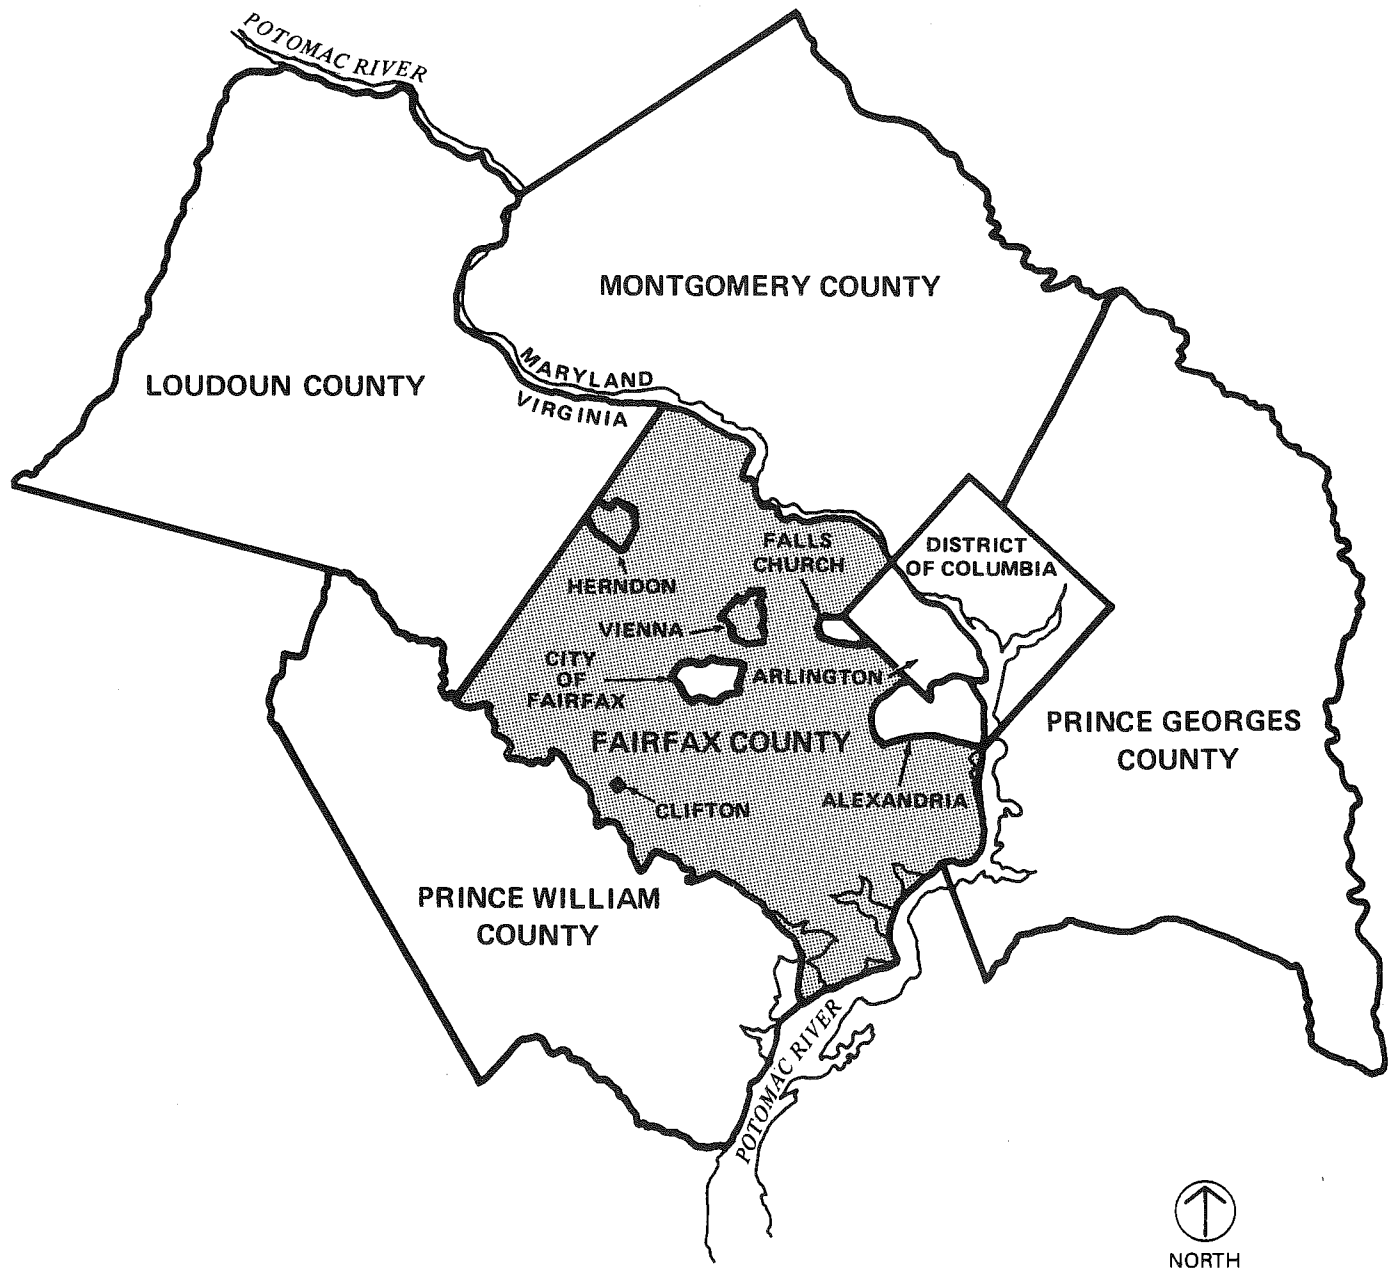 POTOMAC RIVER
MONTGOMERY COUNTY
LOUDOUN COUNTY
MARYLAND
VIRGINIA
FALLS
CHURCH
DISTRICT
OF COLUMBIA
HERNDON
VIENNA
CITY
OF
FAIRFAX
ARLINGTON
PRINCE GEORGES
COUNTY
FAIRFAX COUNTY
ALEXANDRIA
CLIFTON
PRINCE WILLIAM
COUNTY
POTOMAC RIVER
NORTH